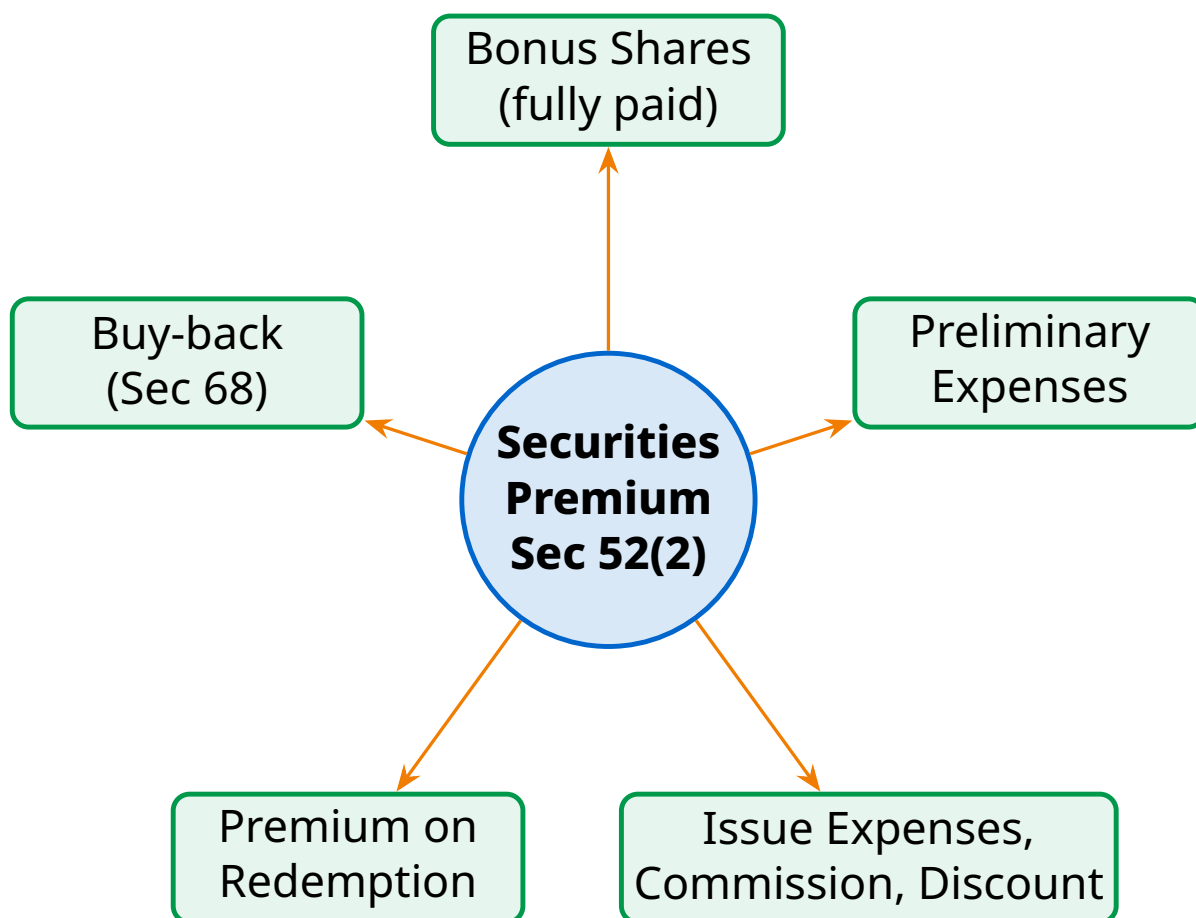 Bonus Shares
(fully paid)
Buy-back
(Sec 68)
Preliminary
Expenses
Securities
Premium
Sec 52(2)
Premium on
Redemption
Issue Expenses,
Commission, Discount